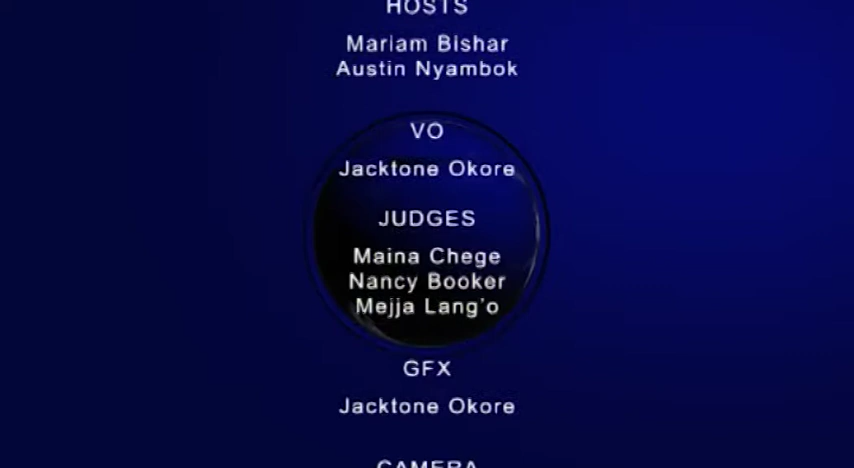 HOSTS
Mariam Bishar
Austin Nyambok
VO
Jacktone Okore
JUDGES
Maina Chege
Nancy Booker
Mejja Lang'o
GFX
Jacktone Okore
CAMERA